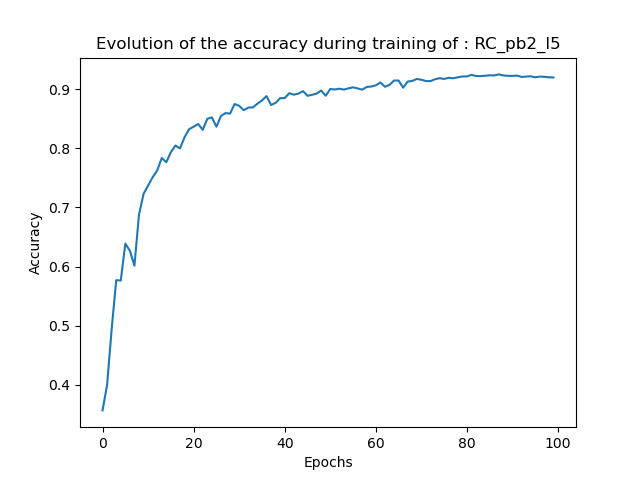 Evolution of the accuracy during training of : RC_pb2_l5
0.9
0.8
0.7
0.6
0.5
0.4
Accuracy
0 20 40 60 80 100
Epochs